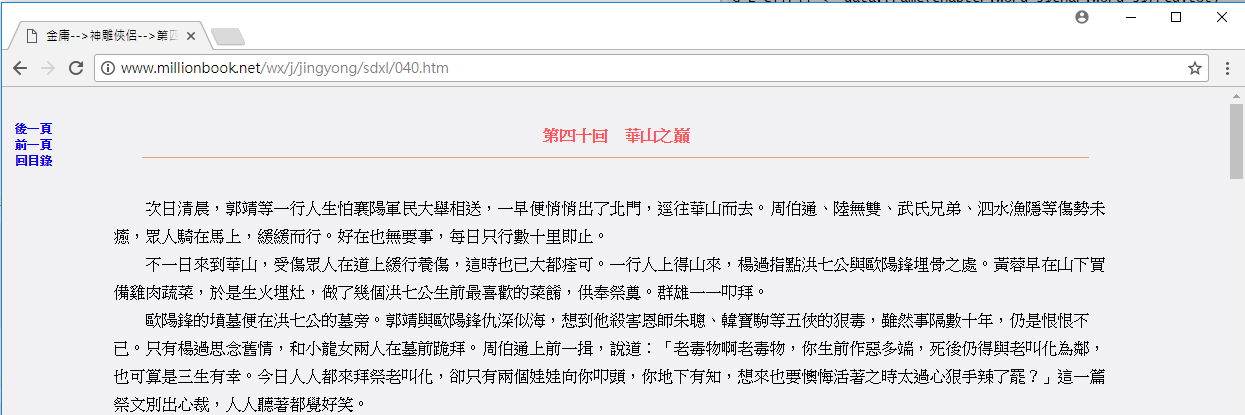 金庸-->神雕俠侶-->第四
www.millionbook.net/wx/j/jingyong/sdxl/040.htm
後一頁
前一頁
回目錄
第四十回　華山之巔
次日清晨，郭靖等一行人生怕襄陽軍民大舉相送，一早便悄悄出了北門，逕往華山而去。周伯通、陸無雙、武氏兄弟、泗水漁隱等傷勢未
癒，眾人騎在馬上，緩緩而行。好在也無要事，每日只行數十里即止。
不一日來到華山，受傷眾人在道上緩行養傷，這時也已大都痊可。一行人上得山來，楊過指點洪七公與歐陽鋒埋骨之處。黃蓉早在山下買
備雞肉蔬菜，於是生火埋灶，做了幾個洪七公生前最喜歡的菜餚，供奉祭奠。群雄一一叩拜。
歐陽鋒的墳墓便在洪七公的墓旁。郭靖與歐陽鋒仇深似海，想到他殺害恩師朱聰、韓寶駒等五俠的狠毒，雖然事隔數十年，仍是恨恨不
已。只有楊過思念舊情，和小龍女兩人在墓前跪拜。周伯通上前一揖，說道：「老毒物啊老毒物，你生前作惡多端，死後仍得與老叫化為鄰，
也可算是三生有幸。今日人人都來拜祭老叫化，卻只有兩個娃娃向你叩頭，你地下有知，想來也要懊悔活著之時太過心狠手辣了罷？」這一篇
祭文別出心裁，人人聽著都覺好笑。